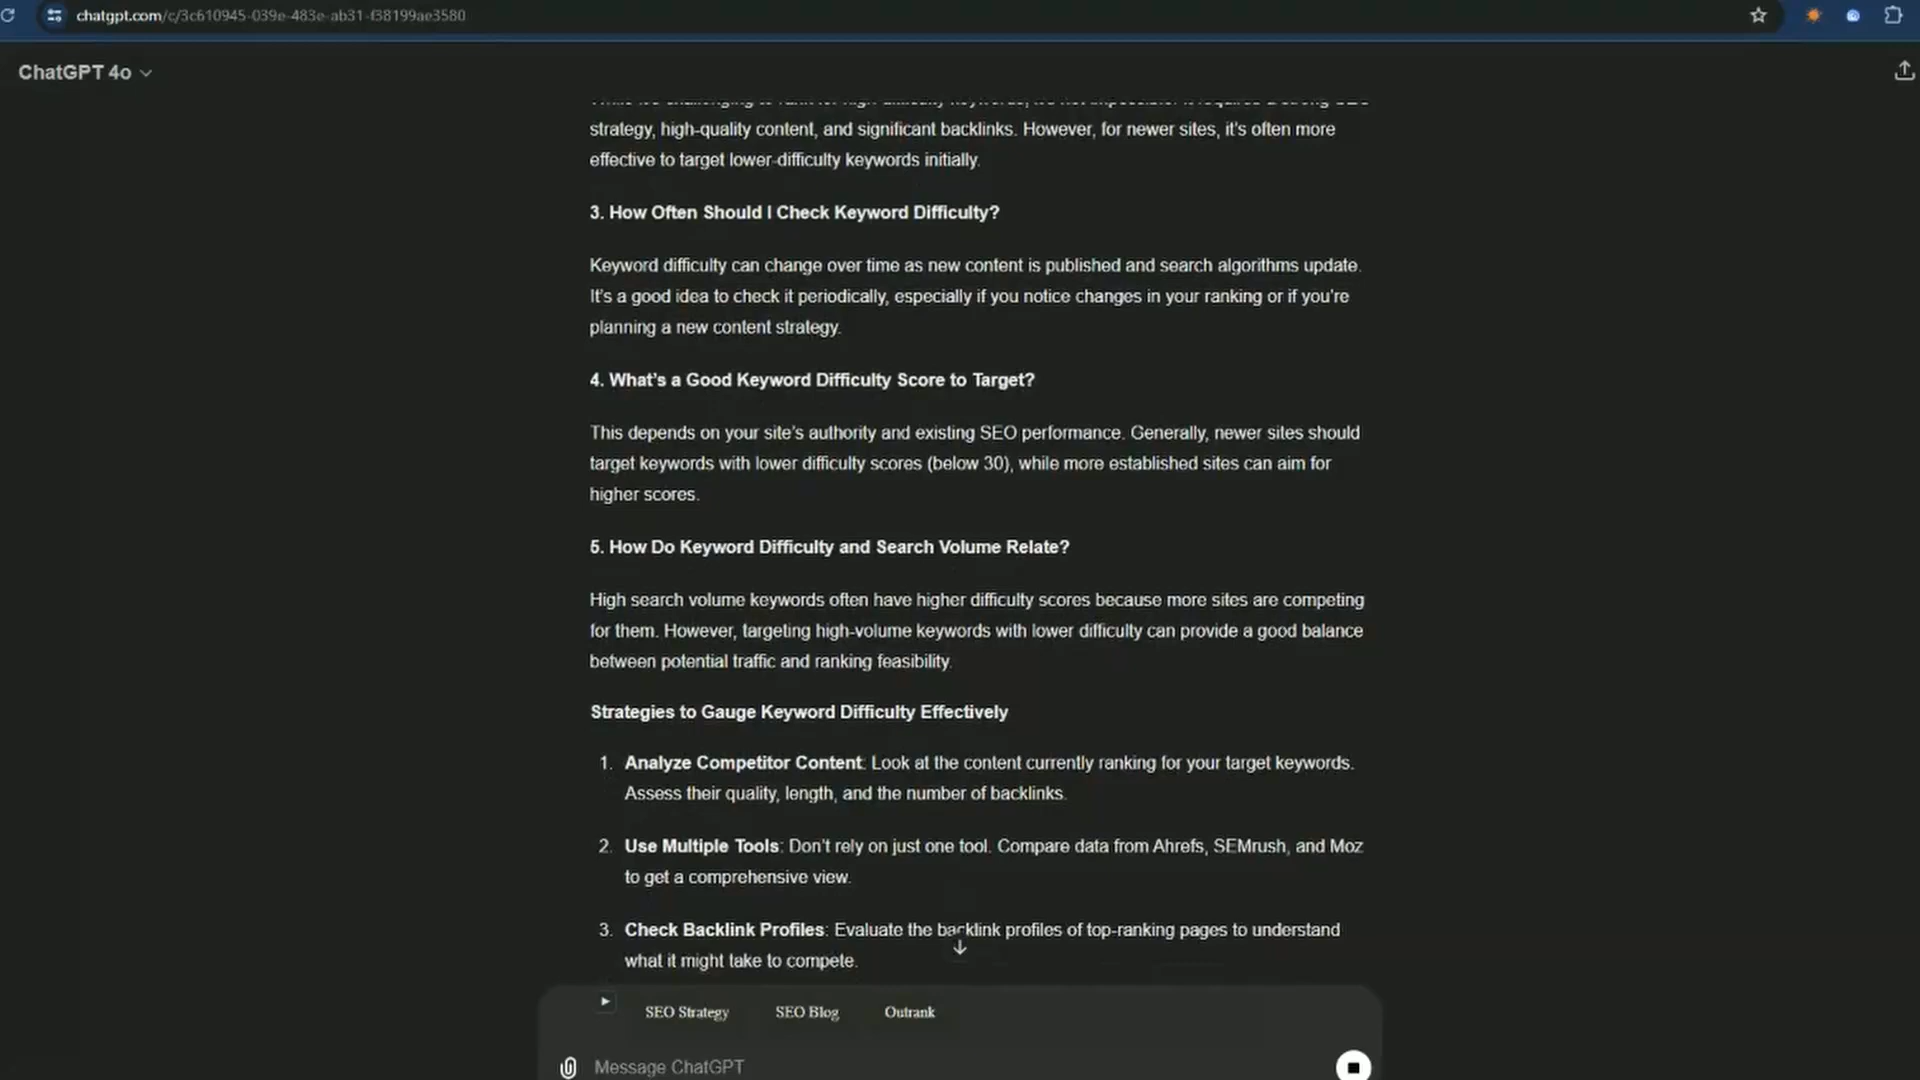 chatgpt.com/c/3c610945-039e-483e-ab31-f38199ae3580
ChatGPT 4o
strategy, high-quality content, and significant backlinks. However, for newer sites, it's often more
effective to target lower-difficulty keywords initially.
3. How Often Should I Check Keyword Difficulty?
Keyword difficulty can change over time as new content is published and search algorithms update.
It's a good idea to check it periodically, especially if you notice changes in your ranking or if you're
planning a new content strategy.
4. What's a Good Keyword Difficulty Score to Target?
This depends on your site's authority and existing SEO performance. Generally, newer sites should
target keywords with lower difficulty scores (below 30), while more established sites can aim for
higher scores.
5. How Do Keyword Difficulty and Search Volume Relate?
High search volume keywords often have higher difficulty scores because more sites are competing
for them. However, targeting high-volume keywords with lower difficulty can provide a good balance
between potential traffic and ranking feasibility.
Strategies to Gauge Keyword Difficulty Effectively
1. Analyze Competitor Content: Look at the content currently ranking for your target keywords.
Assess their quality, length, and the number of backlinks.
2. Use Multiple Tools: Don't rely on just one tool. Compare data from Ahrefs, SEMrush, and Moz
to get a comprehensive view.
3. Check Backlink Profiles: Evaluate the backlink profiles of top-ranking pages to understand
what it might take to compete.
SEO Strategy SEO Blog Outrank
Message ChatGPT